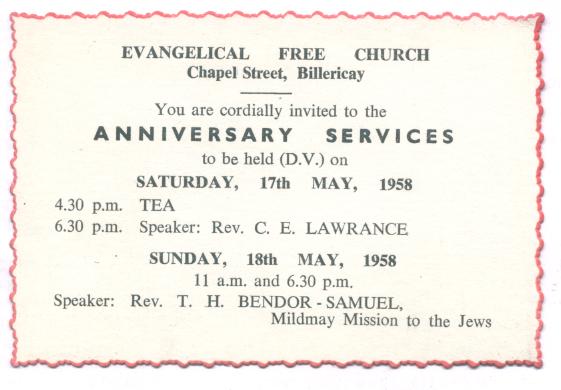 EVANGELICAL FREE CHURCH
Chapel Street, Billericay
You are cordially invited to the
ANNIVERSARY SERVICES
to be held (D.V.) on
SATURDAY, 17th MAY, 1958
4.30 p.m. TEA
6.30 p.m. Speaker: Rev. C. E. LAWRANCE
SUNDAY, 18th MAY, 1958
11 a.m. and 6.30 p.m.
Speaker: Rev. T. H. BENDOR-SAMUEL,
Mildmay Mission to the Jews